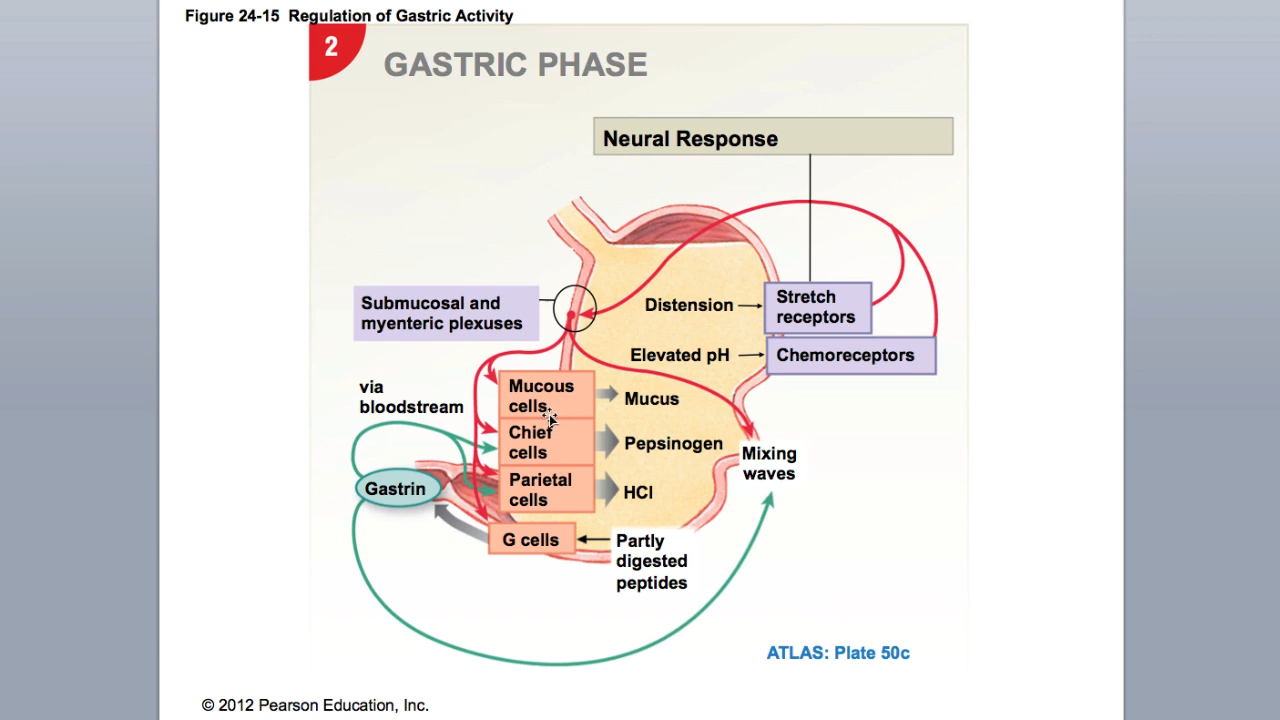 Figure 24-15 Regulation of Gastric Activity
2
GASTRIC PHASE
Neural Response
Submucosal and
myenteric plexuses
Distension
Stretch
receptors
Elevated pH
Chemoreceptors
via
bloodstream
Mucous
cells
Mucus
Chief
cells
Pepsinogen
Mixing
waves
Gastrin
Parietal
cells
HCl
G cells
Partly
digested
peptides
ATLAS: Plate 50c
© 2012 Pearson Education, Inc.